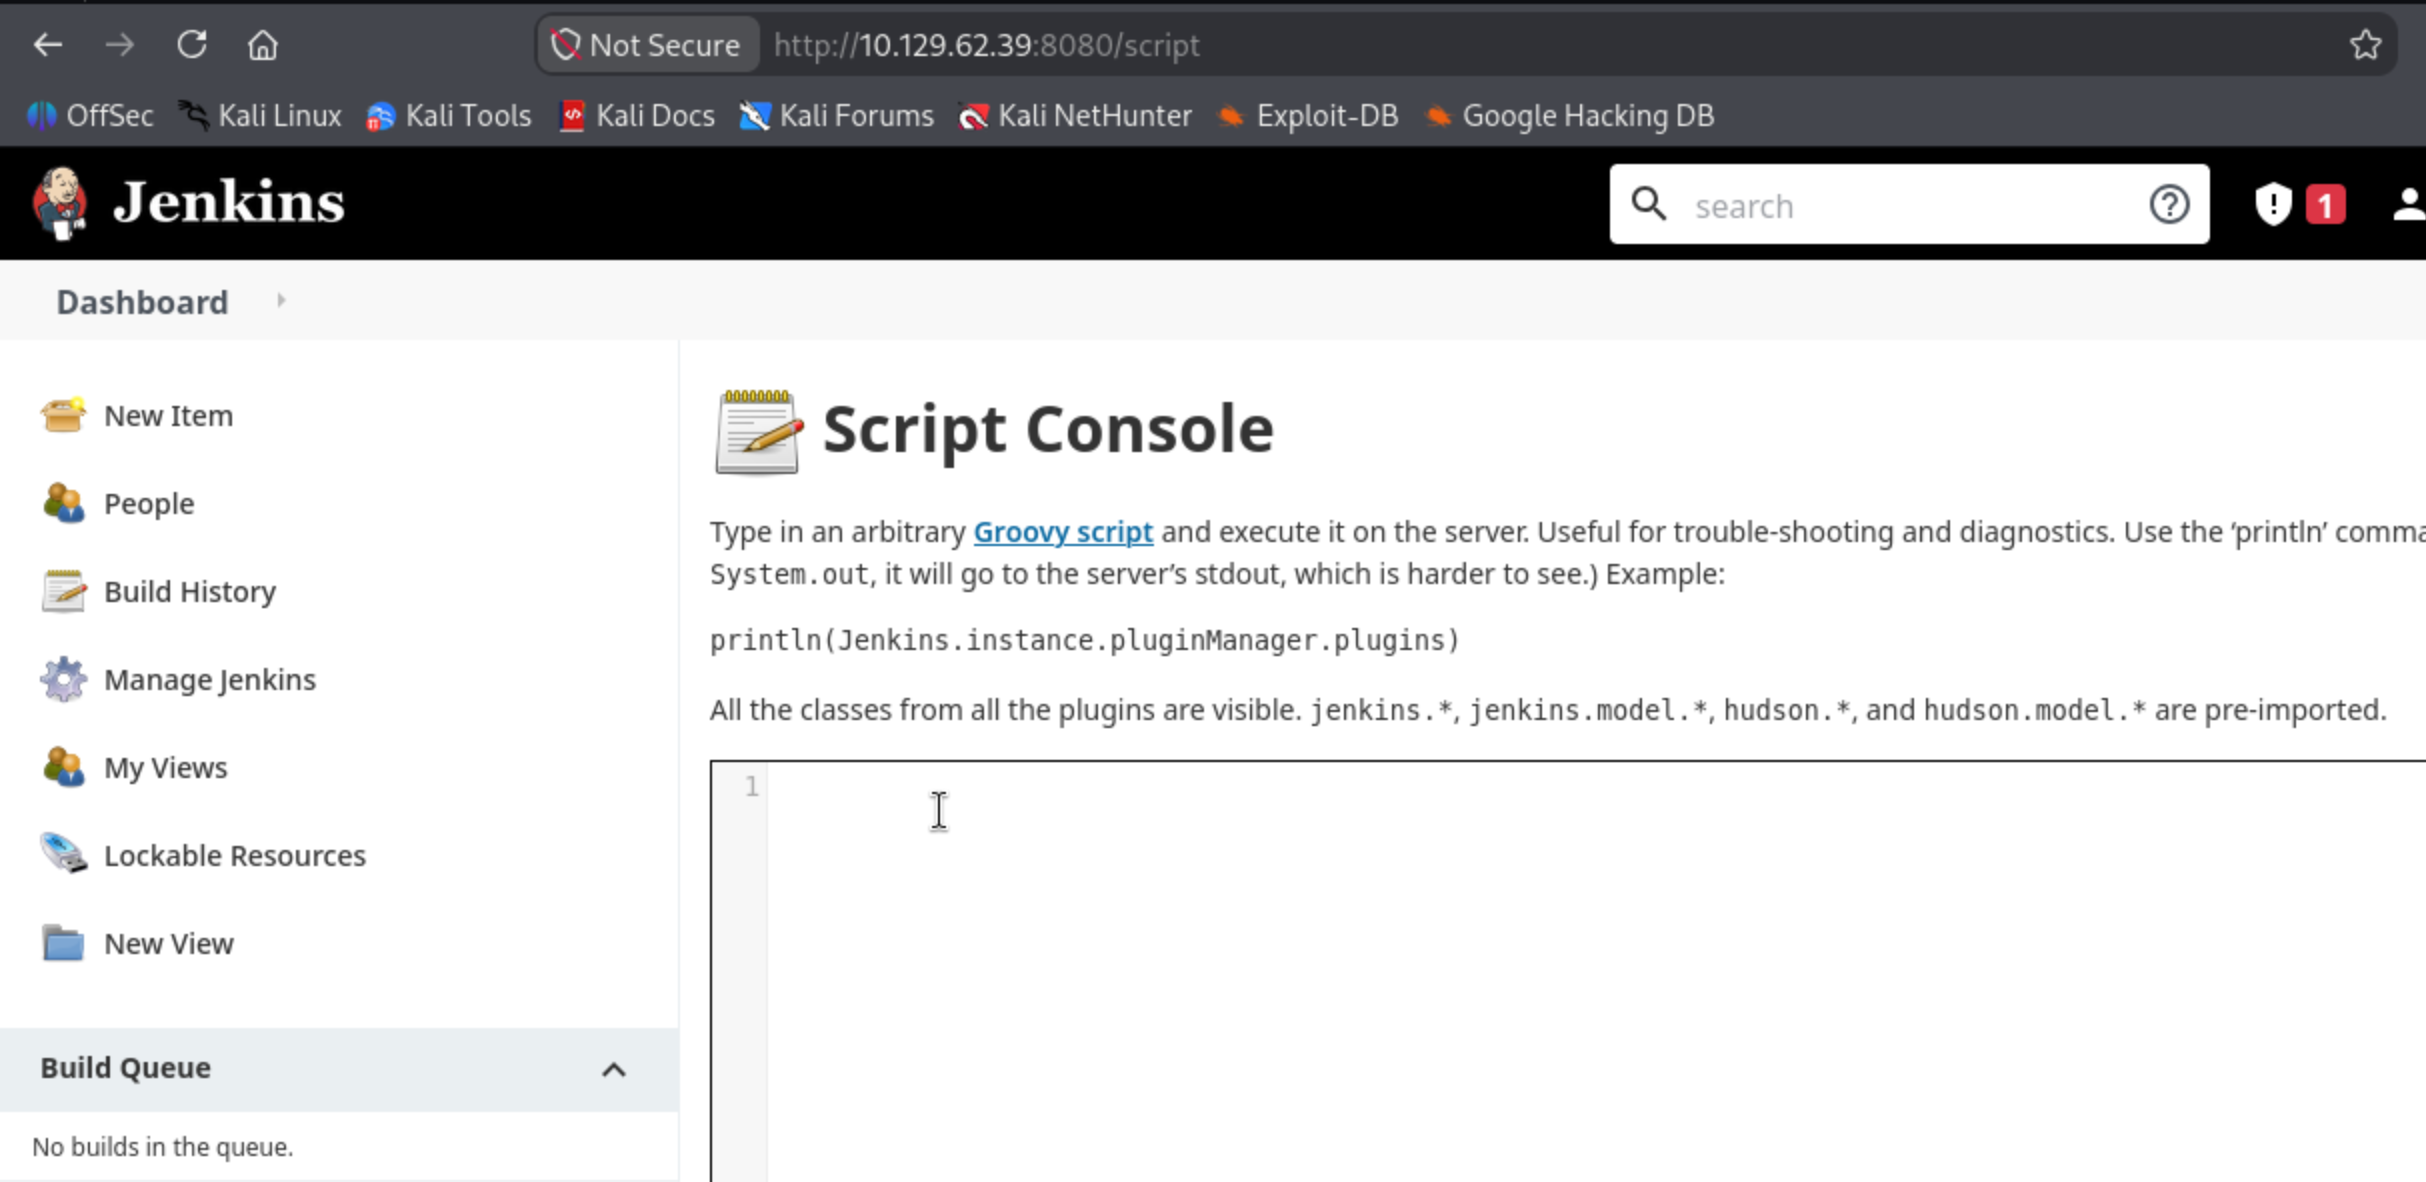 Not Secure http://10.129.62.39:8080/script
OffSec Kali Linux Kali Tools Kali Docs Kali Forums Kali NetHunter Exploit-DB Google Hacking DB
Jenkins
search
1
Dashboard
New Item
People
Build History
Manage Jenkins
My Views
Lockable Resources
New View
Build Queue
No builds in the queue.
Script Console
Type in an arbitrary Groovy script and execute it on the server. Useful for trouble-shooting and diagnostics. Use the ‘println’ comma
System.out, it will go to the server’s stdout, which is harder to see.) Example:
println(Jenkins.instance.pluginManager.plugins)
All the classes from all the plugins are visible. jenkins.*, jenkins.model.*, hudson.*, and hudson.model.* are pre-imported.
1